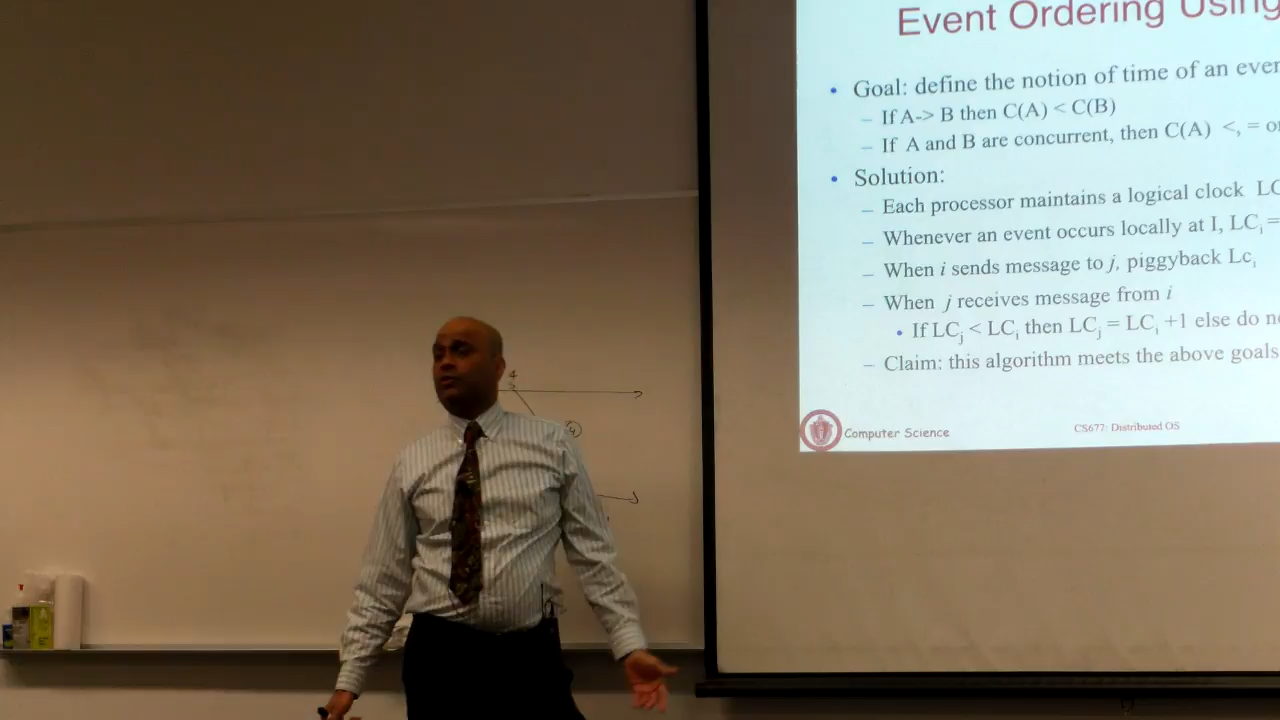 Event Ordering Using
• Goal: define the notion of time of an even
– If A-> B then C(A) < C(B)
– If A and B are concurrent, then C(A) <, = o
• Solution:
– Each processor maintains a logical clock LC
– Whenever an event occurs locally at I, LCi =
– When i sends message to j, piggyback Lci
– When j receives message from i
• If LCj < LCi then LCj = LCi +1 else do no
– Claim: this algorithm meets the above goals
Computer Science
CS677: Distributed OS